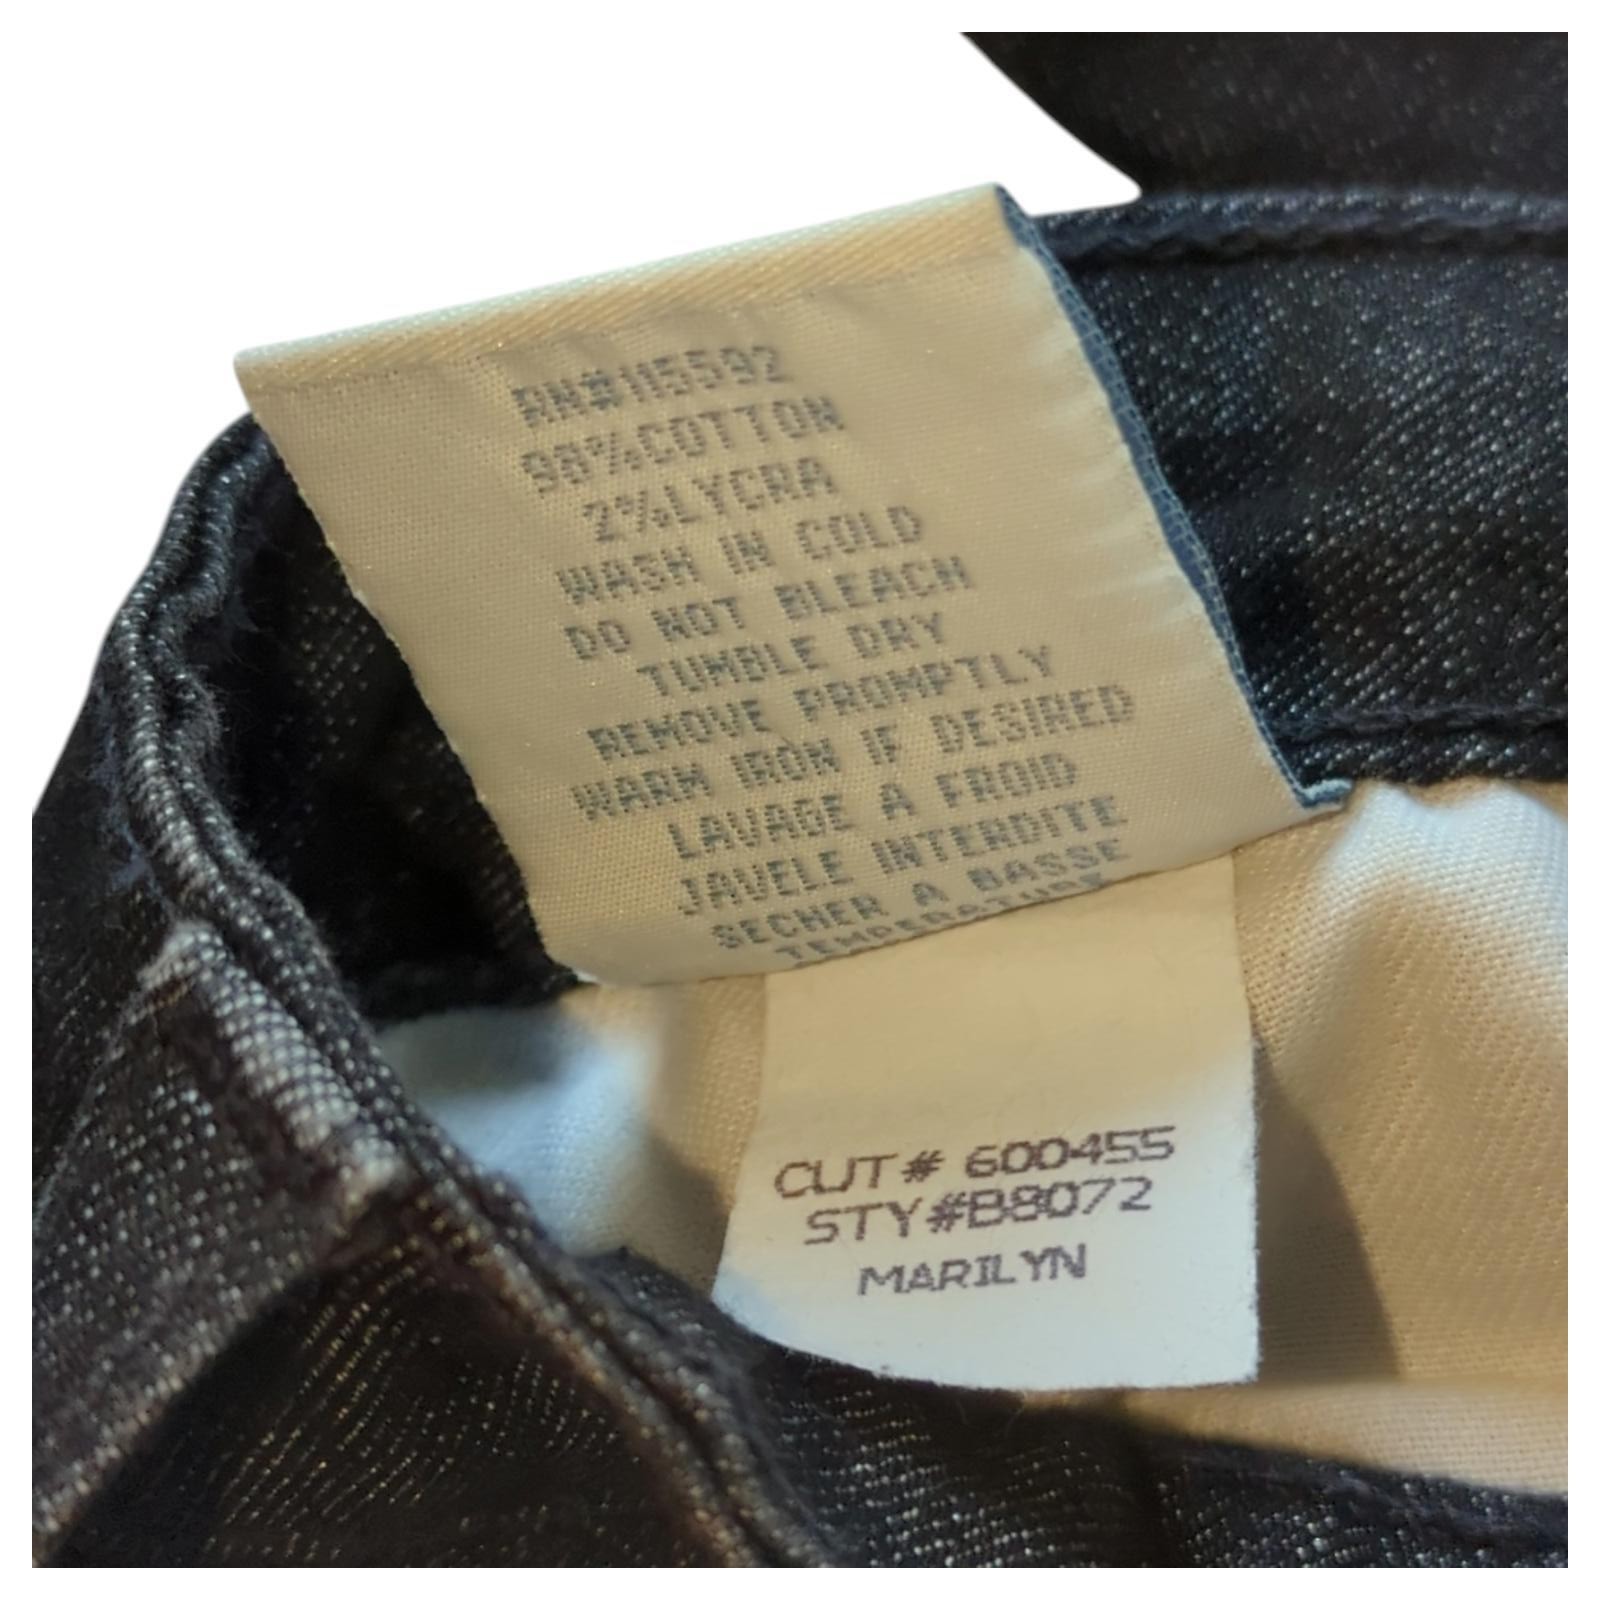 RN#115592
98%COTTON
2%LYCRA
WASH IN COLD
DO NOT BLEACH
TUMBLE DRY
REMOVE PROMPTLY
WARM IRON IF DESIRED
LAVAGE A FROID
JAVELE INTERDITE
SECHER A BASSE
TEMPERATURE
CUT# 600455
STY#B8072
MARILYN